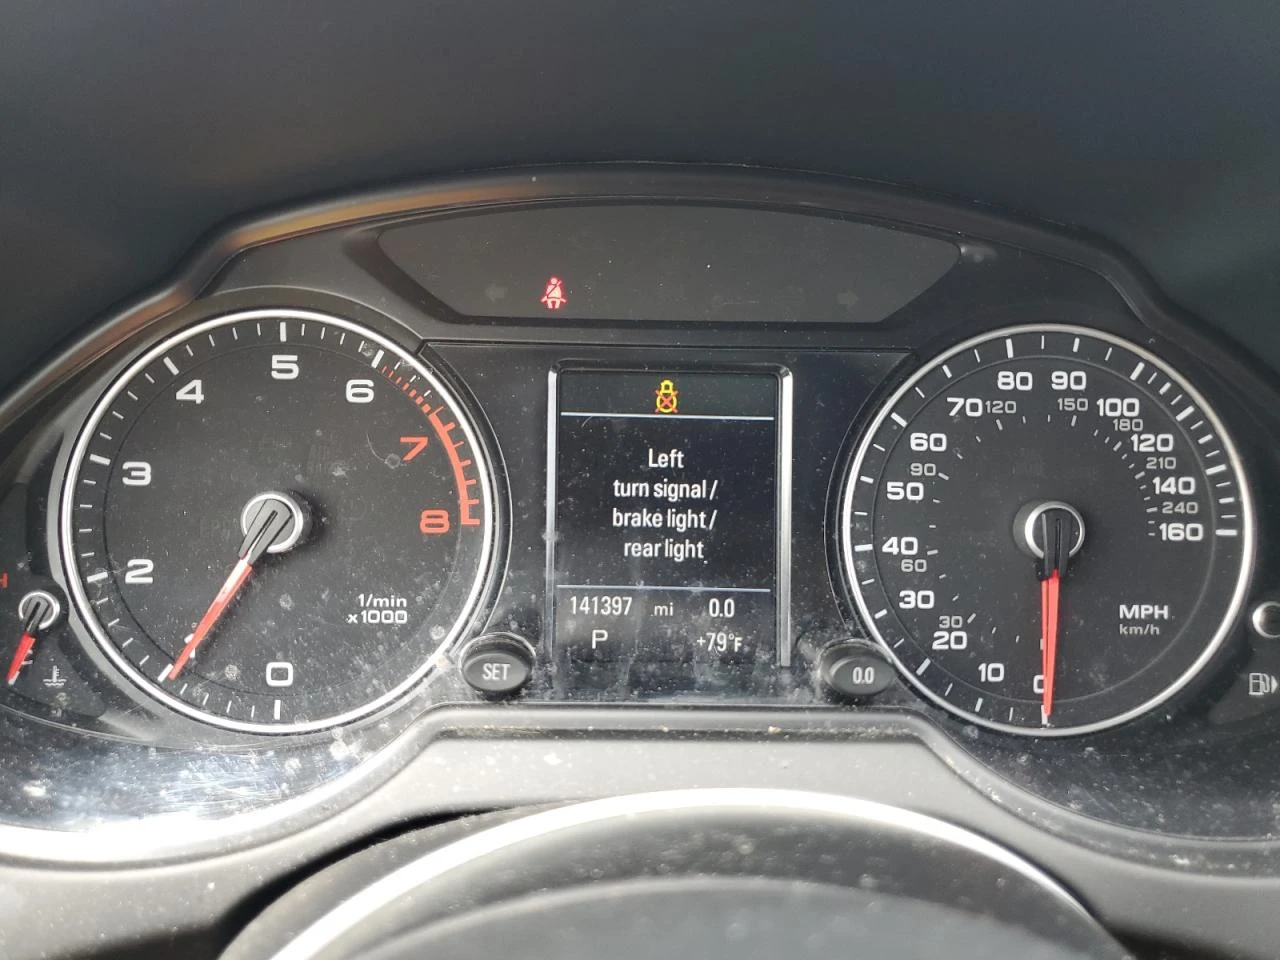 5
4
6
3
7
2
8
1
0
1/min
x1000
H
SET
Left
turn signal/
brake light/
rear light
141397 mi 0.0
P +79°F
0.0
80 90
70 120 150 100
180
60 120
90 210
50 140
240
40 160
60
30
30
20
10
0
MPH
km/h